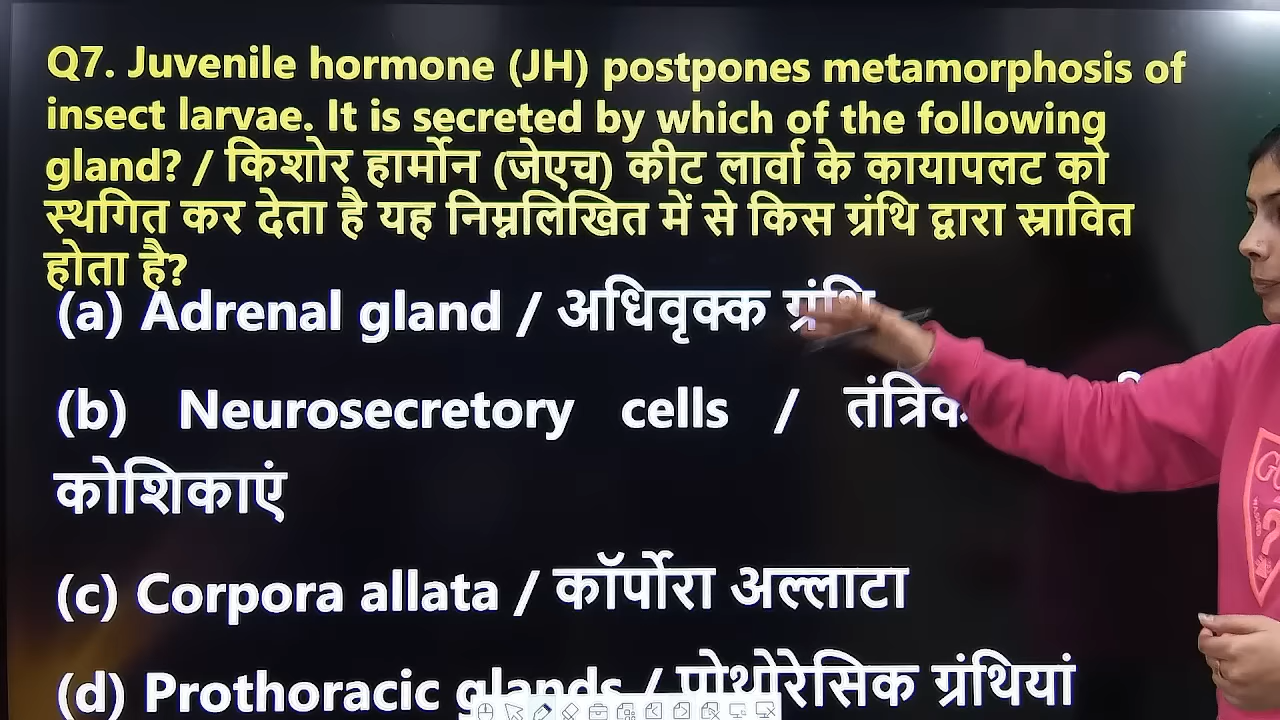 Q7. Juvenile hormone (JH) postpones metamorphosis of
insect larvae. It is secreted by which of the following
gland? / किशोर हार्मोन (जेएच) कीट लार्वा के कायापलट को
स्थगित कर देता है यह निम्नलिखित में से किस ग्रंथि द्वारा स्रावित
होता है?
(a) Adrenal gland / अधिवृक्क ग्रंथि
(b) Neurosecretory cells /
कोशिकाएं
(c) Corpora allata / कॉर्पोरा अल्लाटा
(d) Prothoracic glands / प्रोथोरेसिक ग्रंथियां